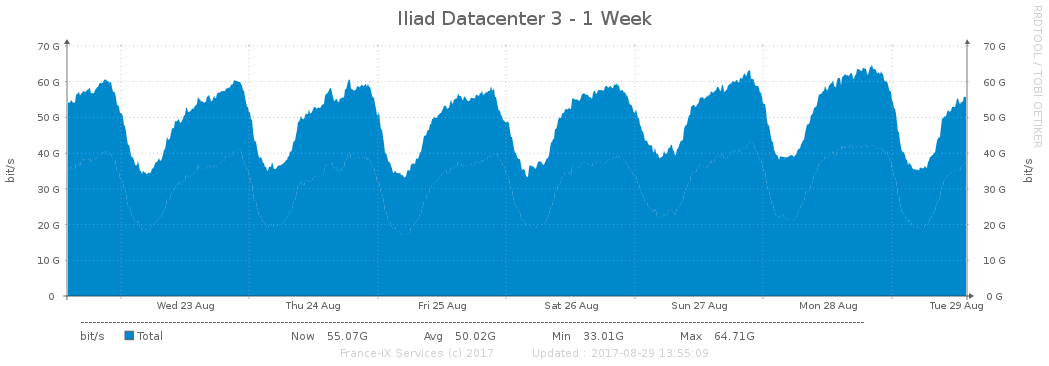 Iliad Datacenter 3 - 1 Week
RRDTOOL / TOBI OETIKER
70 G 70 G
60 G 60 G
50 G 50 G
40 G 40 G
30 G 30 G
20 G 20 G
10 G 10 G
0 0 G
bit/s bit/s
Wed 23 Aug Thu 24 Aug Fri 25 Aug Sat 26 Aug Sun 27 Aug Mon 28 Aug Tue 29 Aug
bit/s Total Now 55.07G Avg 50.02G Min 33.01G Max 64.71G
France-IX Services (c) 2017 Updated : 2017-08-29 13:55:09